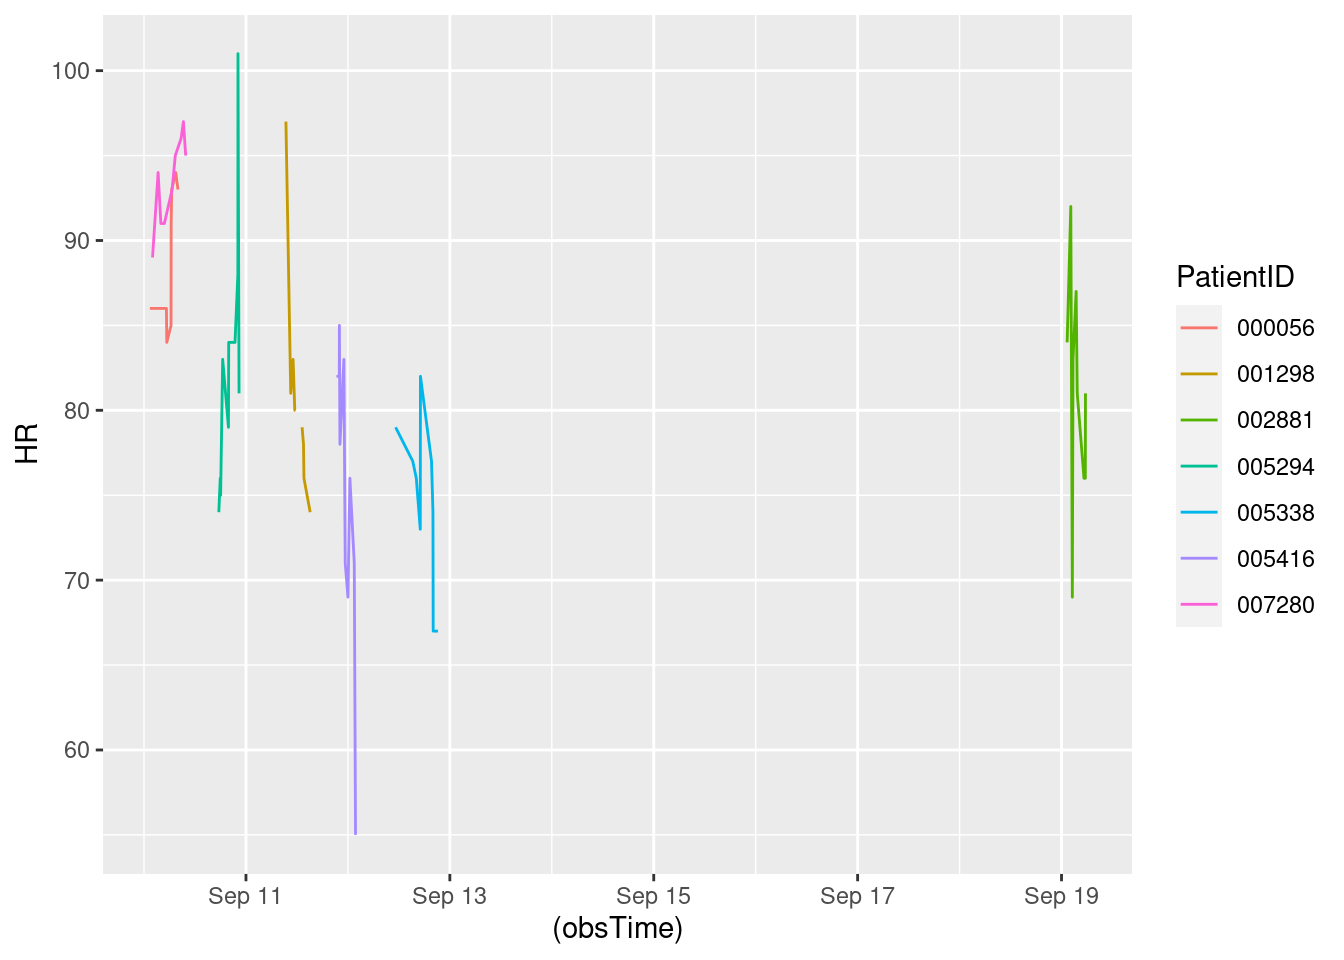 100
90
80
70
60
HR
Sep 11
Sep 13
Sep 15
Sep 17
Sep 19
(obsTime)
PatientID
000056
001298
002881
005294
005338
005416
007280